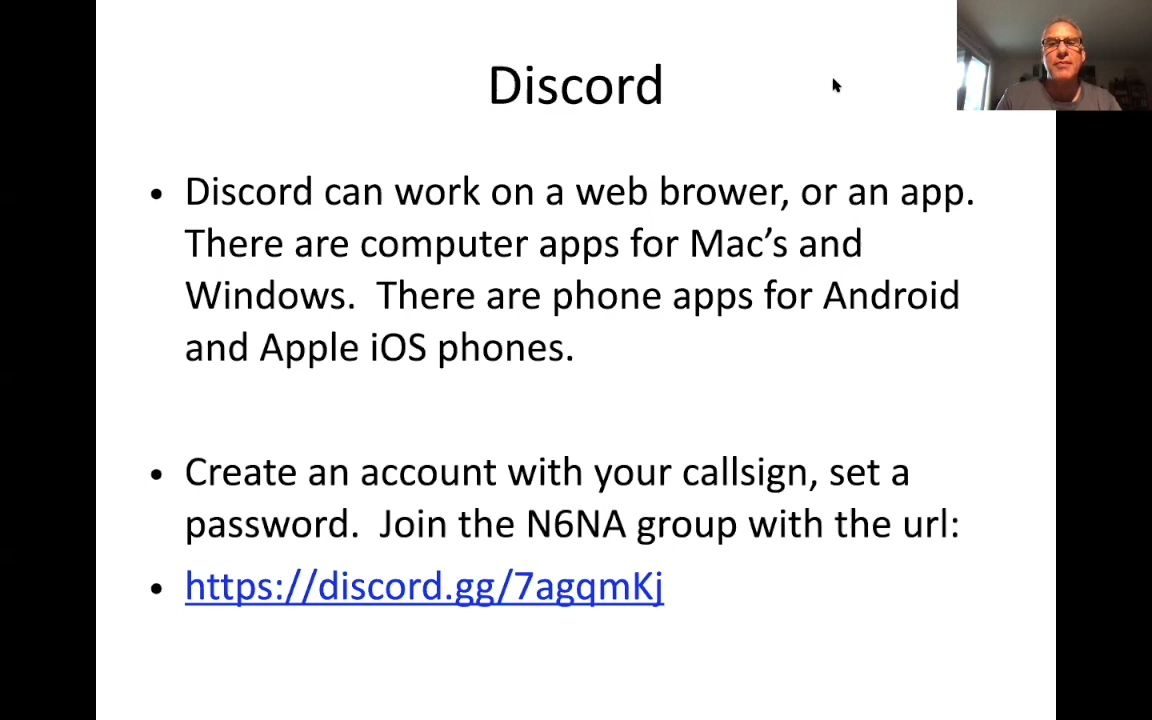 Discord
• Discord can work on a web brower, or an app.
There are computer apps for Mac’s and
Windows.  There are phone apps for Android
and Apple iOS phones.
• Create an account with your callsign, set a
password.  Join the N6NA group with the url:
• https://discord.gg/7agqmKj